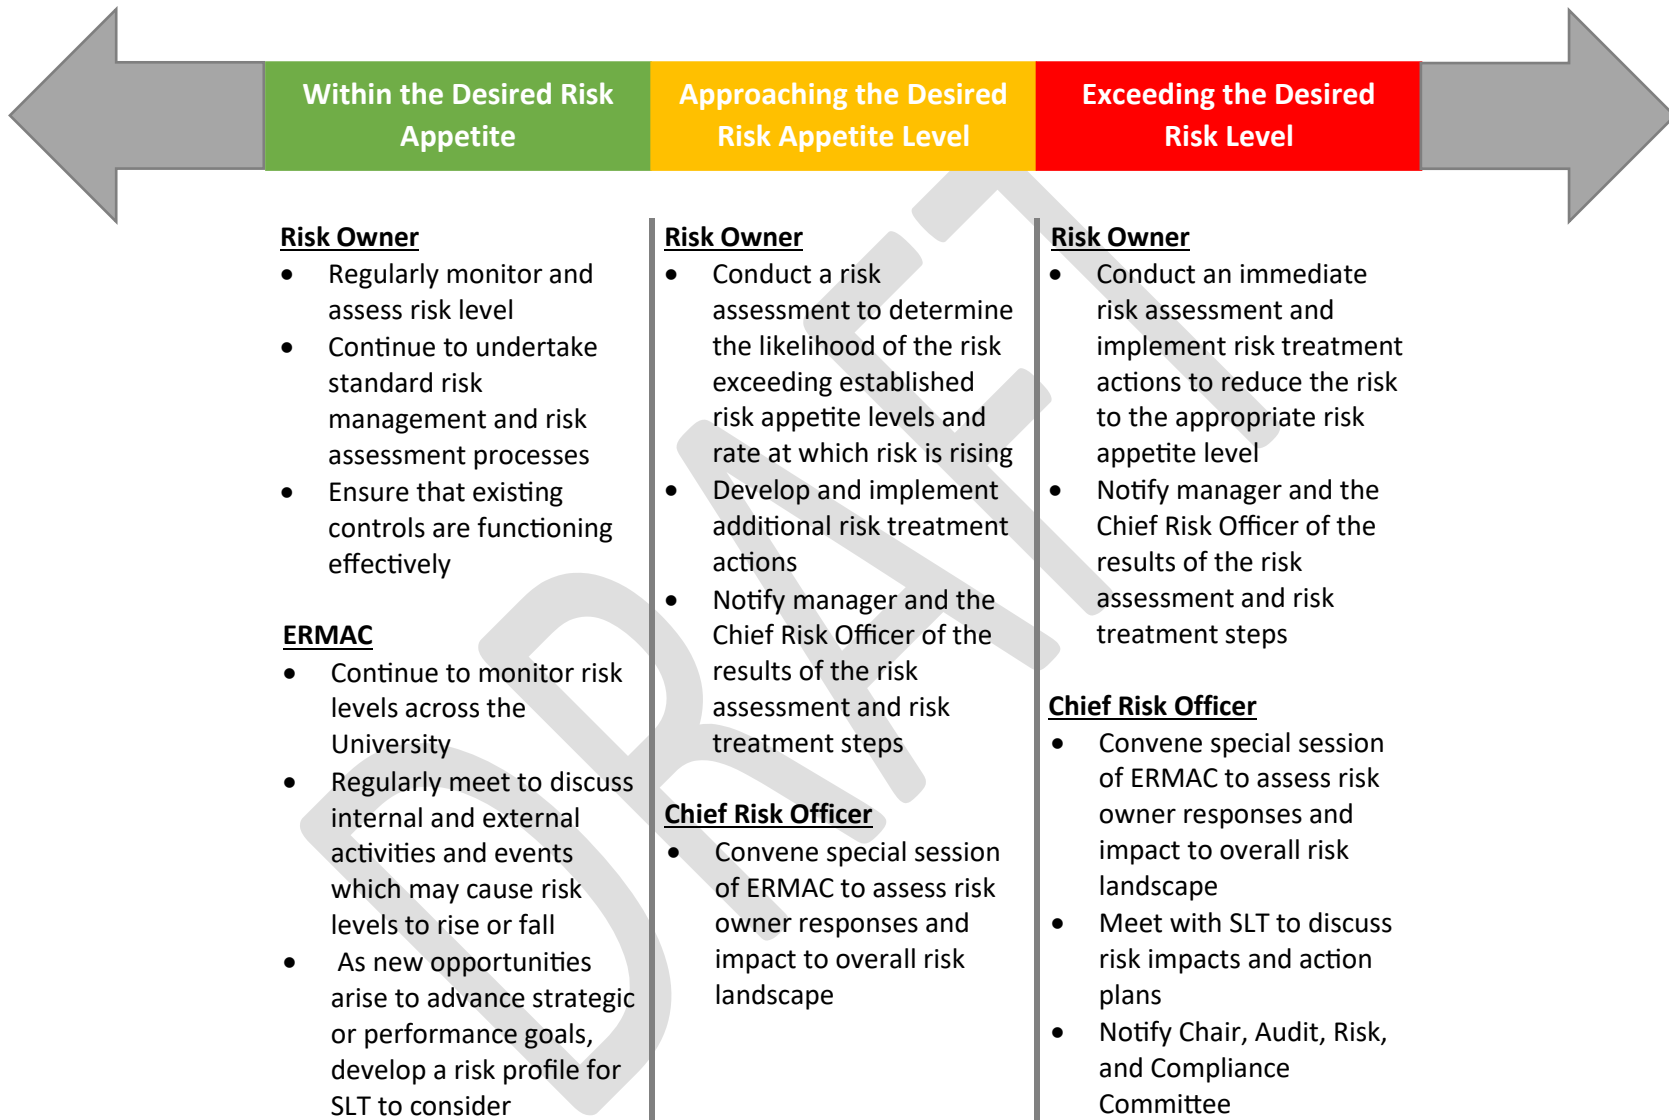 Within the Desired Risk
Appetite
Approaching the Desired
Risk Appetite Level
Exceeding the Desired
Risk Level
Risk Owner
• Regularly monitor and
assess risk level
• Continue to undertake
standard risk
management and risk
assessment processes
• Ensure that existing
controls are functioning
effectively
ERMAC
• Continue to monitor risk
levels across the
University
• Regularly meet to discuss
internal and external
activities and events
which may cause risk
levels to rise or fall
• As new opportunities
arise to advance strategic
or performance goals,
develop a risk profile for
SLT to consider
Risk Owner
• Conduct a risk
assessment to determine
the likelihood of the risk
exceeding established
risk appetite levels and
rate at which risk is rising
• Develop and implement
additional risk treatment
actions
• Notify manager and the
Chief Risk Officer of the
results of the risk
assessment and risk
treatment steps
Chief Risk Officer
• Convene special session
of ERMAC to assess risk
owner responses and
impact to overall risk
landscape
Risk Owner
• Conduct an immediate
risk assessment and
implement risk treatment
actions to reduce the risk
to the appropriate risk
appetite level
• Notify manager and the
Chief Risk Officer of the
results of the risk
assessment and risk
treatment steps
Chief Risk Officer
• Convene special session
of ERMAC to assess risk
owner responses and
impact to overall risk
landscape
• Meet with SLT to discuss
risk impacts and action
plans
• Notify Chair, Audit, Risk,
and Compliance
Committee
DRAFT